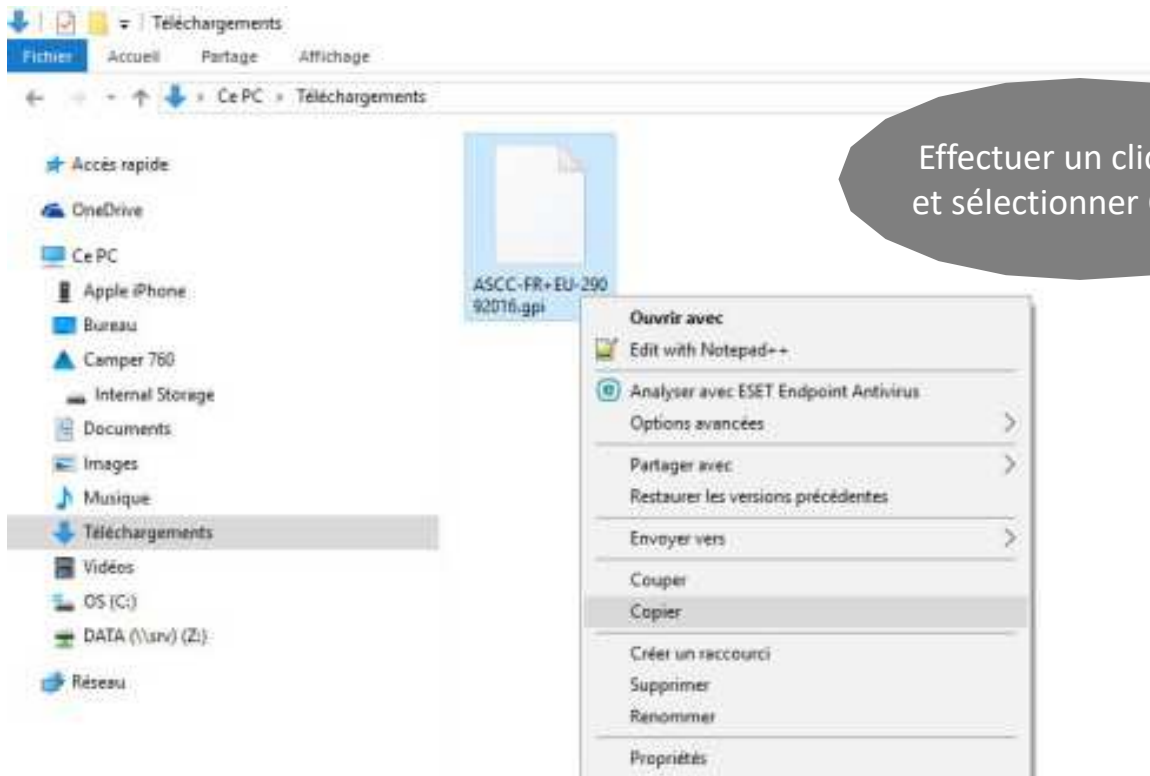 Téléchargements
Fichier Accueil Partage Affichage
Ce PC Téléchargements
Effectuer un clic
et sélectionner
Accès rapide
OneDrive
Ce PC
Apple iPhone
Bureau
Camper 760
Internal Storage
Documents
Images
Musique
Téléchargements
Vidéos
OS (C:)
DATA (\\srv) (Z:)
Réseau
ASCC-FR+EU-290
92016.gpi
Ouvrir avec
Edit with Notepad++
Analyser avec ESET Endpoint Antivirus
Options avancées
Partager avec
Restaurer les versions précédentes
Envoyer vers
Couper
Copier
Créer un raccourci
Supprimer
Renommer
Propriétés